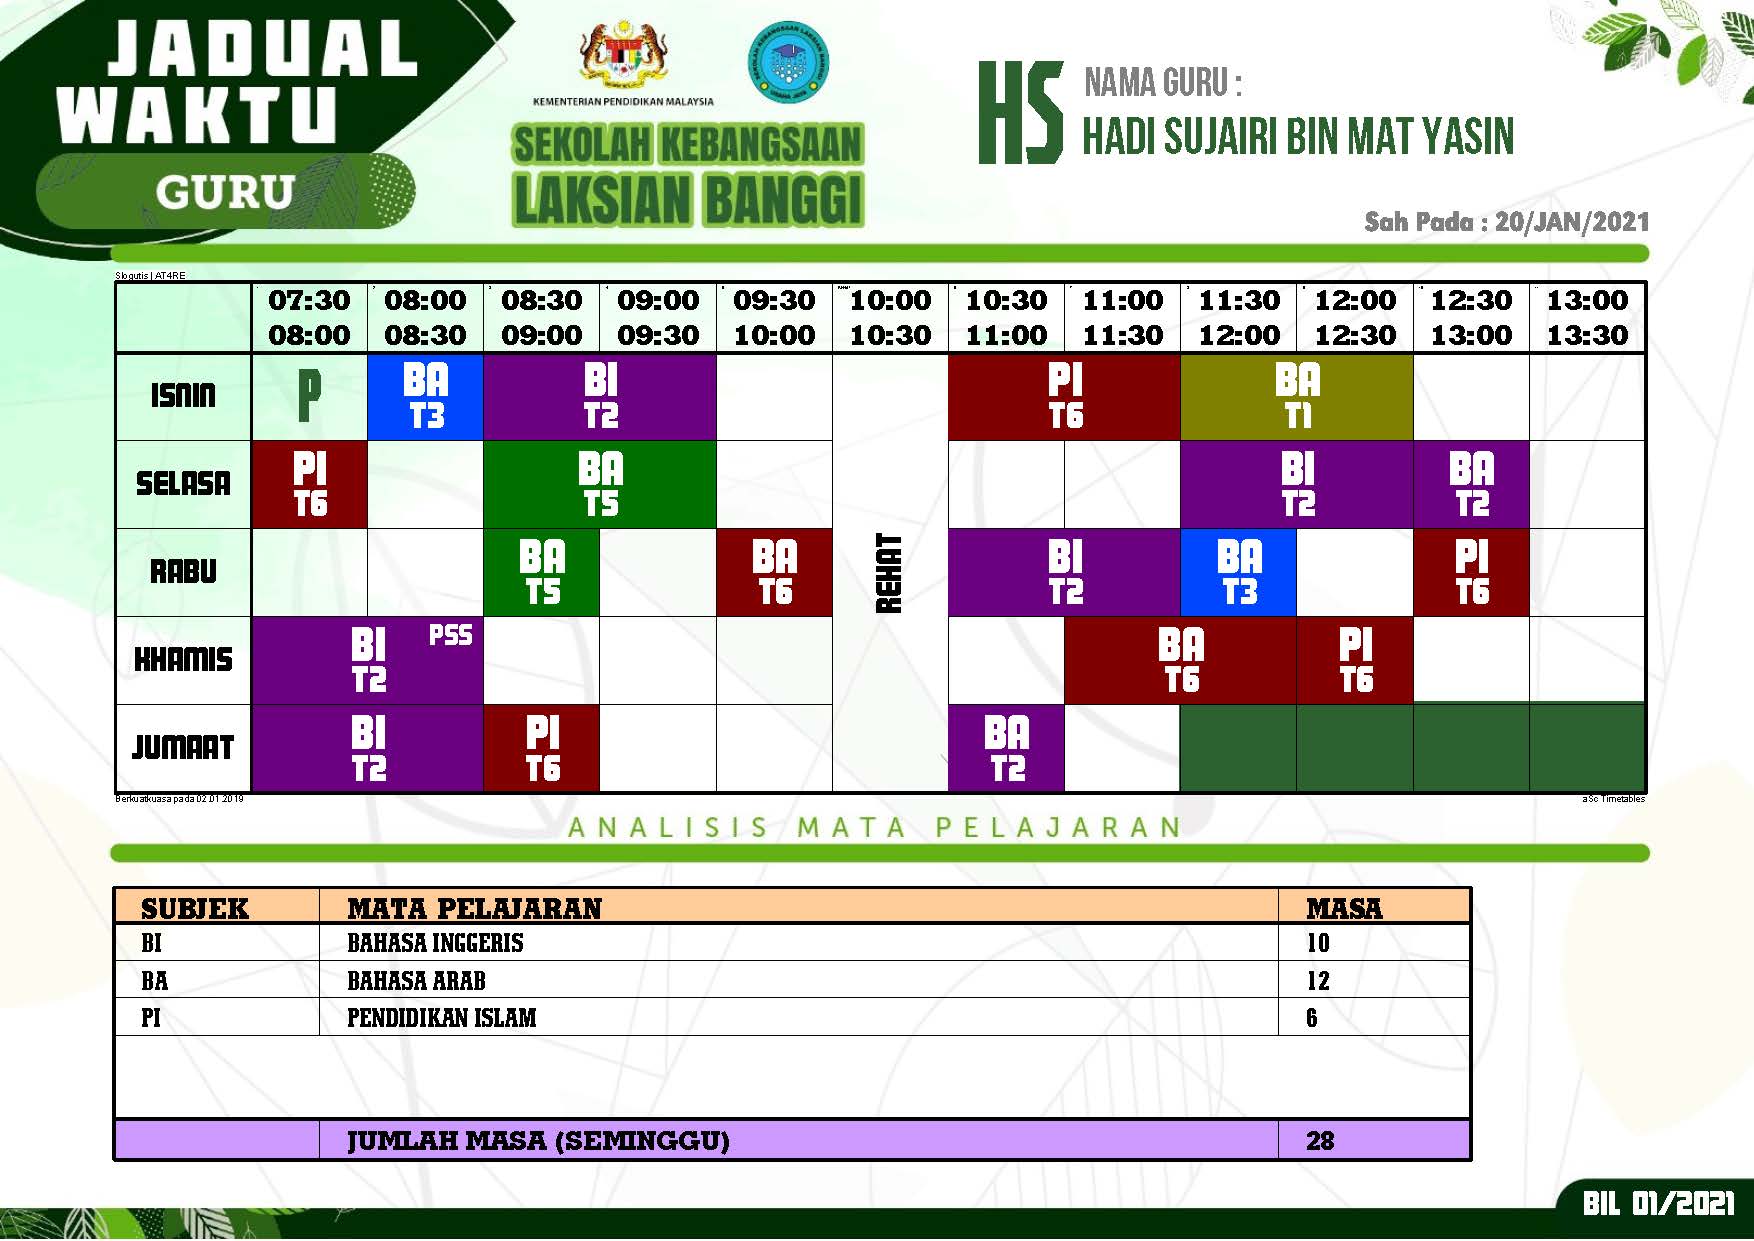 JADUAL
WAKTU
GURU
KEMENTERIAN PENDIDIKAN MALAYSIA
SEKOLAH KEBANGSAAN LAKSIAN BANGGI
SEKOLAH KEBANGSAAN
LAKSIAN BANGGI
HS
NAMA GURU :
HADI SUJAIRI BIN MAT YASIN
Sah Pada : 20/JAN/2021
Slogutis | AT4RE
07:30 08:00 08:30 09:00 09:30 10:00 10:30 11:00 11:30 12:00 12:30 13:00
08:00 08:30 09:00 09:30 10:00 10:30 11:00 11:30 12:00 12:30 13:00 13:30
ISNIN P BA BI PI BA
T3 T2 T6 T1
SELASA PI BA BI BA
T6 T5 T2 T2
RABU BA BA BI BA PI
T5 T6 T2 T3 T6
REHAT
KHAMIS BI PSS BA PI
T2 T6 T6
JUMAAT BI PI BA
T2 T6 T2
Berkuatkuasa pada 02.01.2019
aSc Timetables
ANALISIS MATA PELAJARAN
SUBJEK MATA PELAJARAN MASA
BI BAHASA INGGERIS 10
BA BAHASA ARAB 12
PI PENDIDIKAN ISLAM 6
JUMLAH MASA (SEMINGGU) 28
BIL 01/2021